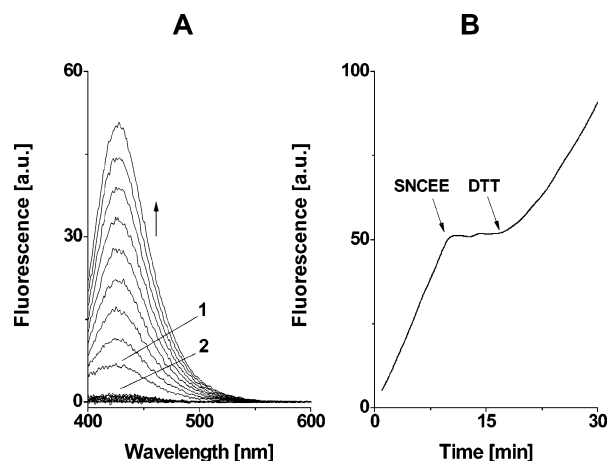 A
Fluorescence [a.u.]
60
30
0
1
2
400
500
600
Wavelength [nm]
B
Fluorescence [a.u.]
100
50
0
SNCEE
DTT
0
15
30
Time [min]